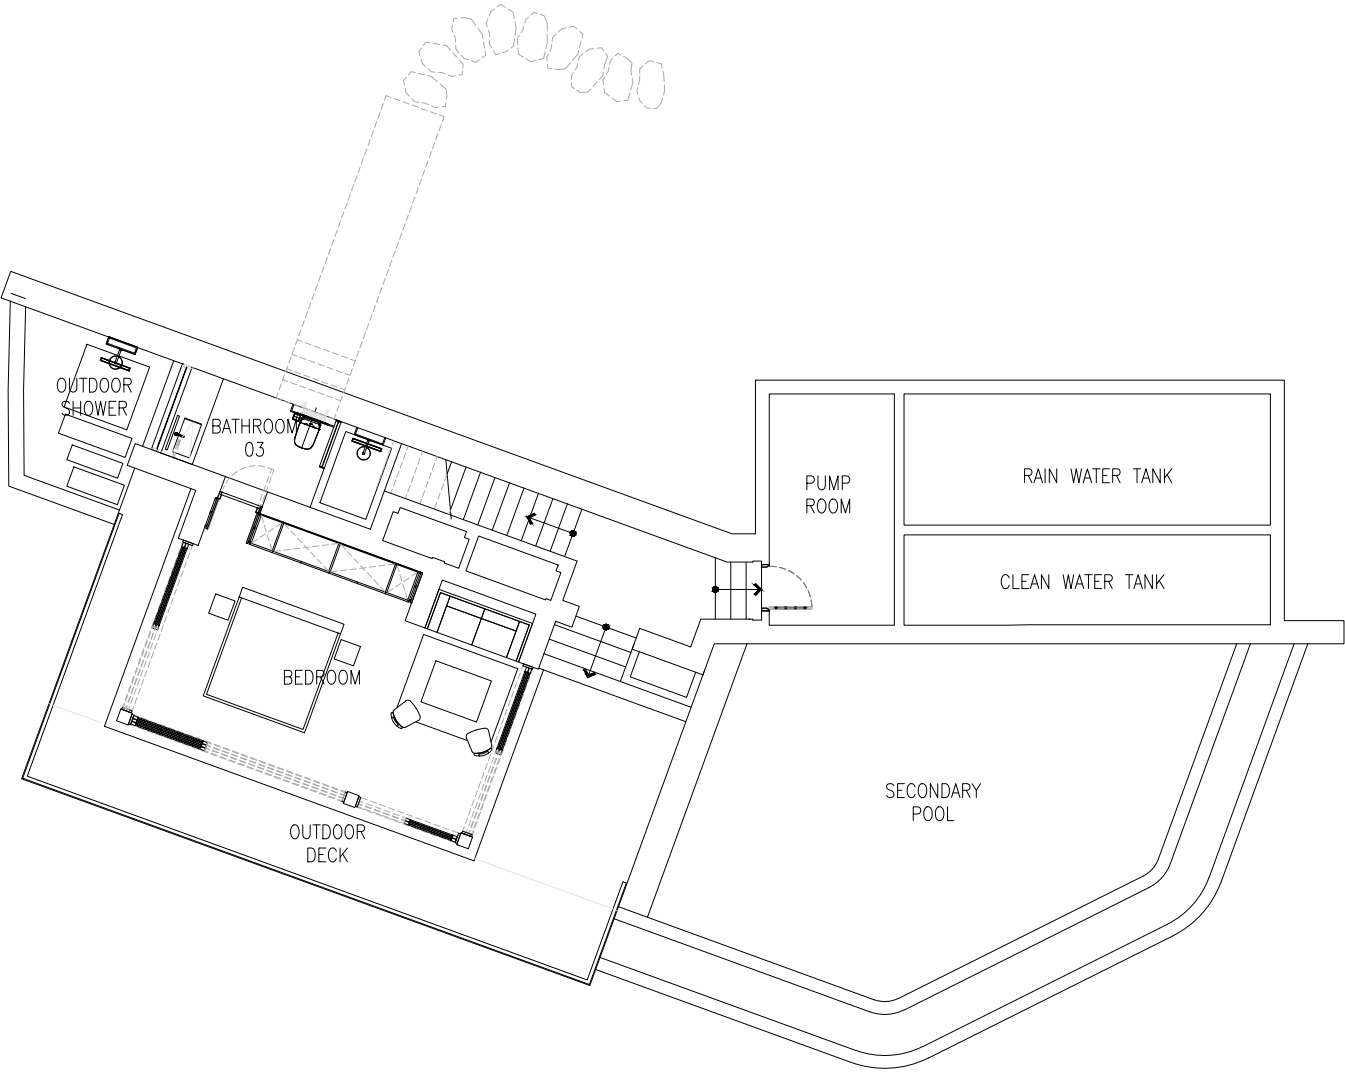 OUTDOOR
SHOWER
BATHROOM
03
PUMP
ROOM
RAIN WATER TANK
CLEAN WATER TANK
BEDROOM
SECONDARY
POOL
OUTDOOR
DECK